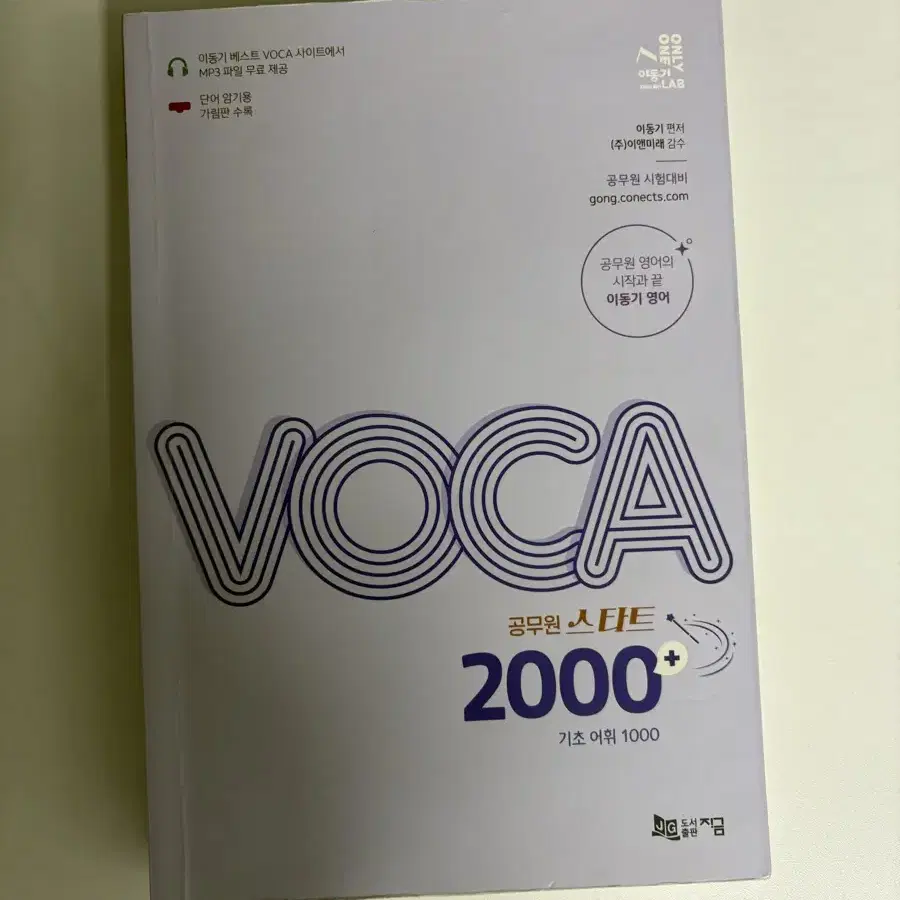 이동기 베스트 VOCA 사이트에서
MP3 파일 무료 제공
단어 암기용
가림판 수록
ONLY
ONE
이동기
LAB
이동기 편저
(주)이앤미래 감수
공무원 시험대비
gong.conects.com
공무원 영어의
시작과 끝
이동기 영어
VOCA
공무원 스타트
2000+
기초 어휘 1000
JG 도서출판 지금